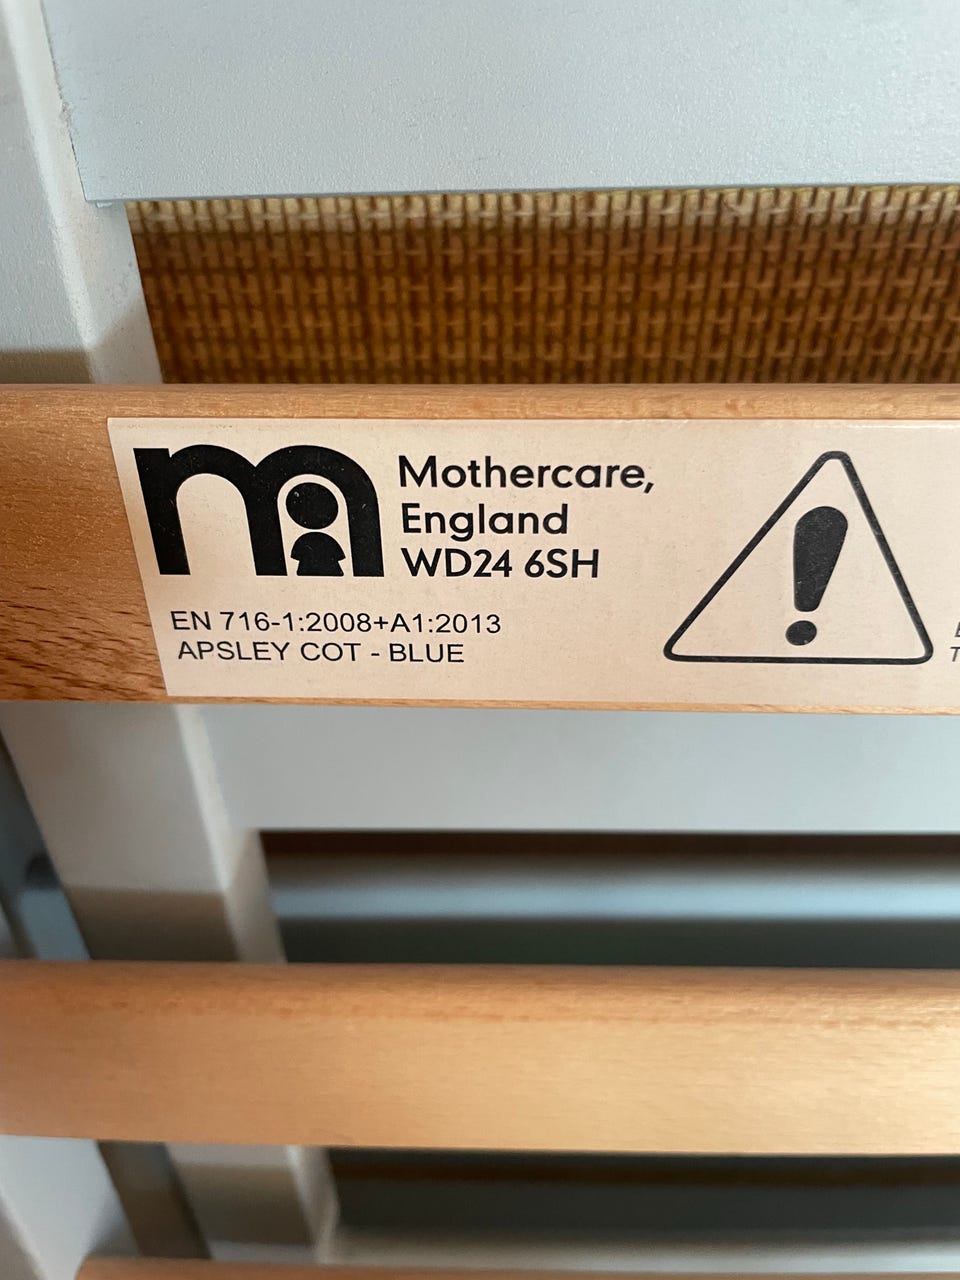 Mothercare,
England
WD24 6SH
EN 716-1:2008+A1:2013
APSLEY COT - BLUE